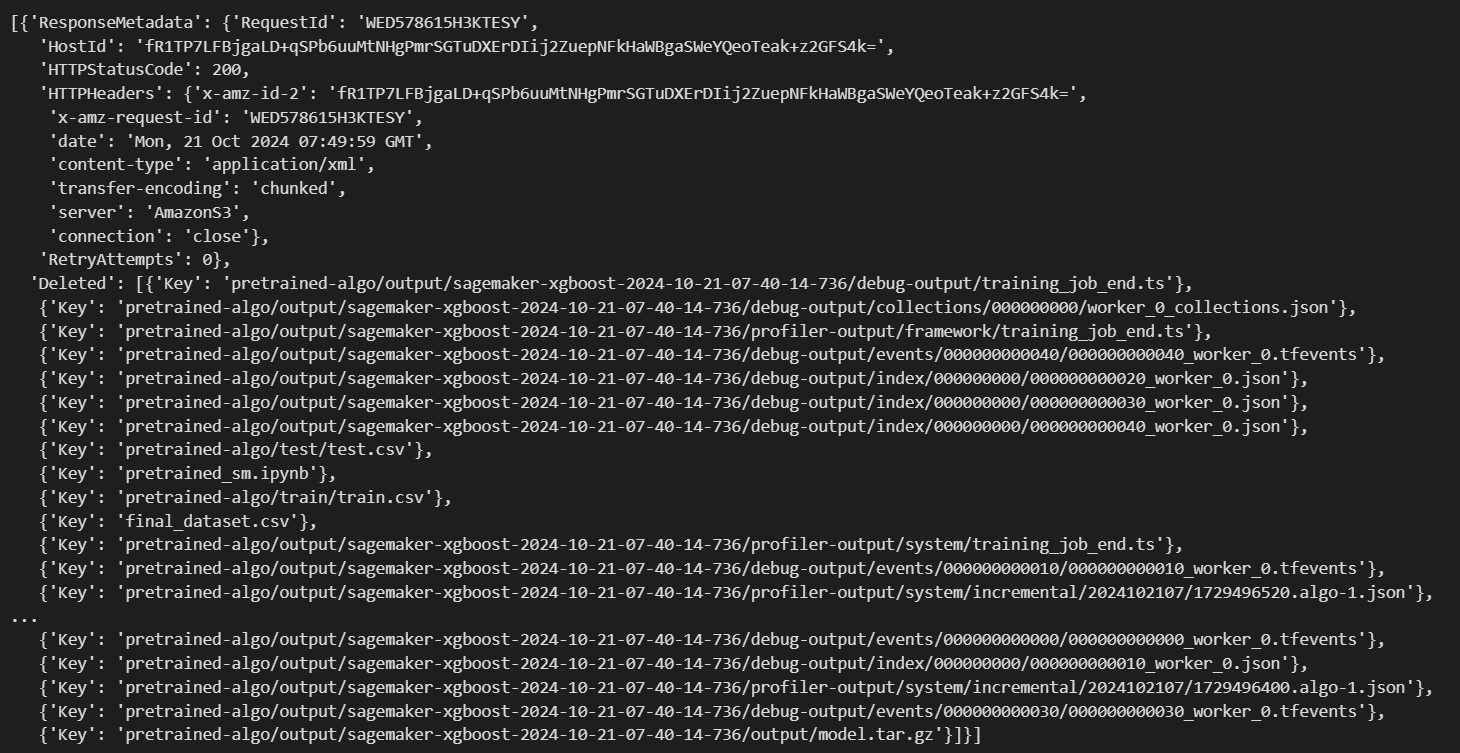 [{'ResponseMetadata': {'RequestId': 'WED578615H3KTESY',
'HostId': 'fR1TP7LFBjgaLD+qSPb6uuMtNHgPmrSGTuDXErDIij2ZuepNFkHaWBgaSWeYQeoTeak+z2GFS4k=',
'HTTPStatusCode': 200,
'HTTPHeaders': {'x-amz-id-2': 'fR1TP7LFBjgaLD+qSPb6uuMtNHgPmrSGTuDXErDIij2ZuepNFkHaWBgaSWeYQeoTeak+z2GFS4k=',
'x-amz-request-id': 'WED578615H3KTESY',
'date': 'Mon, 21 Oct 2024 07:49:59 GMT',
'content-type': 'application/xml',
'transfer-encoding': 'chunked',
'server': 'AmazonS3',
'connection': 'close'},
'RetryAttempts': 0},
'Deleted': [{'Key': 'pretrained-algo/output/sagemaker-xgboost-2024-10-21-07-40-14-736/debug-output/training_job_end.ts'},
{'Key': 'pretrained-algo/output/sagemaker-xgboost-2024-10-21-07-40-14-736/debug-output/collections/000000000/worker_0_collections.json'},
{'Key': 'pretrained-algo/output/sagemaker-xgboost-2024-10-21-07-40-14-736/profiler-output/framework/training_job_end.ts'},
{'Key': 'pretrained-algo/output/sagemaker-xgboost-2024-10-21-07-40-14-736/debug-output/events/000000000040/000000000040_worker_0.tfevents'},
{'Key': 'pretrained-algo/output/sagemaker-xgboost-2024-10-21-07-40-14-736/debug-output/index/000000000/000000000020_worker_0.json'},
{'Key': 'pretrained-algo/output/sagemaker-xgboost-2024-10-21-07-40-14-736/debug-output/index/000000000/000000000030_worker_0.json'},
{'Key': 'pretrained-algo/output/sagemaker-xgboost-2024-10-21-07-40-14-736/debug-output/index/000000000/000000000040_worker_0.json'},
{'Key': 'pretrained-algo/test/test.csv'},
{'Key': 'pretrained_sm.ipynb'},
{'Key': 'pretrained-algo/train/train.csv'},
{'Key': 'final_dataset.csv'},
{'Key': 'pretrained-algo/output/sagemaker-xgboost-2024-10-21-07-40-14-736/profiler-output/system/training_job_end.ts'},
{'Key': 'pretrained-algo/output/sagemaker-xgboost-2024-10-21-07-40-14-736/debug-output/events/000000000010/000000000010_worker_0.tfevents'},
{'Key': 'pretrained-algo/output/sagemaker-xgboost-2024-10-21-07-40-14-736/profiler-output/system/incremental/2024102107/1729496520.algo-1.json'},
...
{'Key': 'pretrained-algo/output/sagemaker-xgboost-2024-10-21-07-40-14-736/debug-output/events/000000000000/000000000000_worker_0.tfevents'},
{'Key': 'pretrained-algo/output/sagemaker-xgboost-2024-10-21-07-40-14-736/debug-output/index/000000000/000000000010_worker_0.json'},
{'Key': 'pretrained-algo/output/sagemaker-xgboost-2024-10-21-07-40-14-736/profiler-output/system/incremental/2024102107/1729496400.algo-1.json'},
{'Key': 'pretrained-algo/output/sagemaker-xgboost-2024-10-21-07-40-14-736/debug-output/events/000000000030/000000000030_worker_0.tfevents'},
{'Key': 'pretrained-algo/output/sagemaker-xgboost-2024-10-21-07-40-14-736/output/model.tar.gz'}]}]